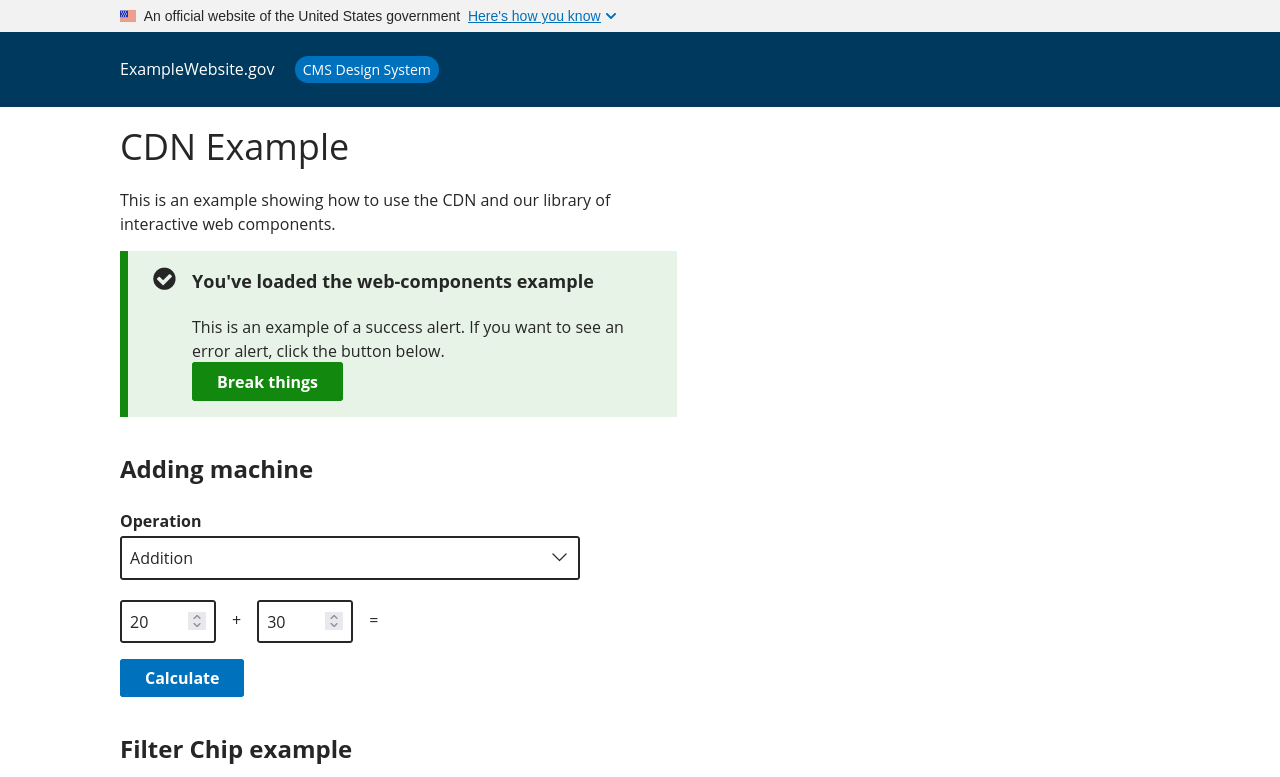 An official website of the United States government Here's how you know
ExampleWebsite.gov CMS Design System
CDN Example
This is an example showing how to use the CDN and our library of
interactive web components.
You've loaded the web-components example
This is an example of a success alert. If you want to see an
error alert, click the button below.
Break things
Adding machine
Operation
Addition
20 + 30 =
Calculate
Filter Chip example